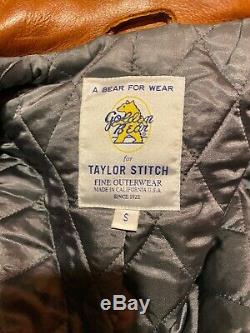 A BEAR FOR WEAR
Golden
Bear
for
TAYLOR STITCH
FINE OUTERWEAR
MADE IN CALIFORNIA U.S.A
SINCE 1922
S